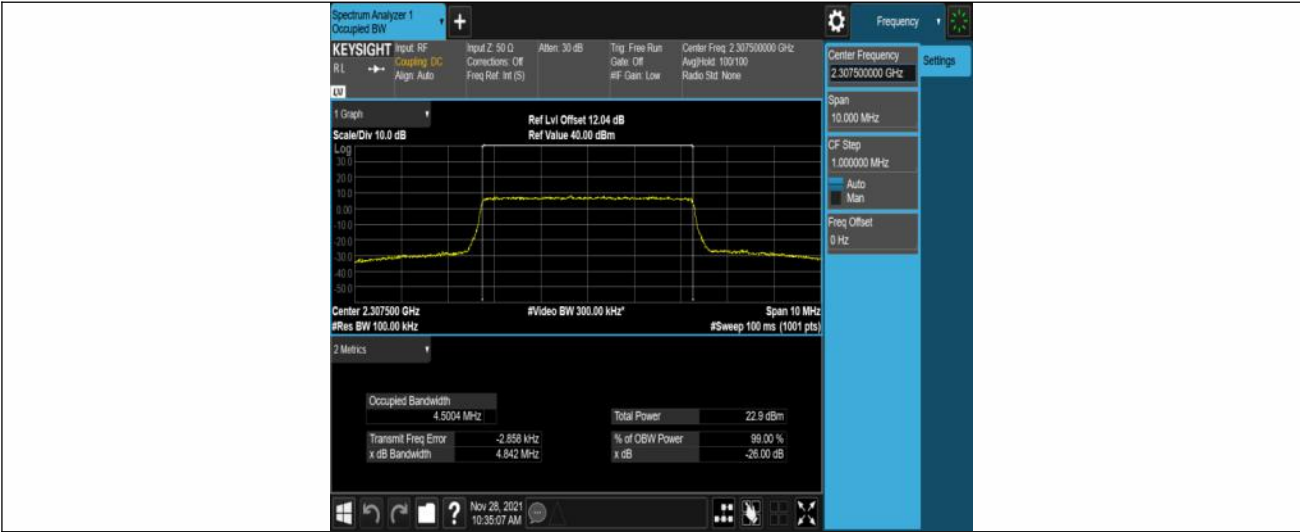 Spectrum Analyzer 1
Occupied BW
+
Frequency
KEYSIGHT
RL
LXI
Input: RF
Coupling: DC
Align: Auto
Input Z: 50 Ω
Corrections: Off
Freq Ref: Int (S)
Atten: 30 dB
Trig: Free Run
Gate: Off
#IF Gain: Low
Center Freq: 2.307500000 GHz
Avg|Hold: 100/100
Radio Std: None
1 Graph
Ref Lvl Offset 12.04 dB
Scale/Div 10.0 dB
Ref Value 40.00 dBm
Log
30.0
20.0
10.0
0.00
-10.0
-20.0
-30.0
-40.0
-50.0
Center 2.307500 GHz
#Video BW 300.00 kHz*
Span 10 MHz
#Res BW 100.00 kHz
#Sweep 100 ms (1001 pts)
2 Metrics
Occupied Bandwidth
4.5004 MHz
Total Power 22.9 dBm
Transmit Freq Error -2.858 kHz
% of OBW Power 99.00 %
x dB Bandwidth 4.842 MHz
x dB -26.00 dB
?
Nov 28, 2021
10:35:07 AM
Center Frequency
2.307500000 GHz
Settings
Span
10.000 MHz
CF Step
1.000000 MHz
Auto
Man
Freq Offset
0 Hz